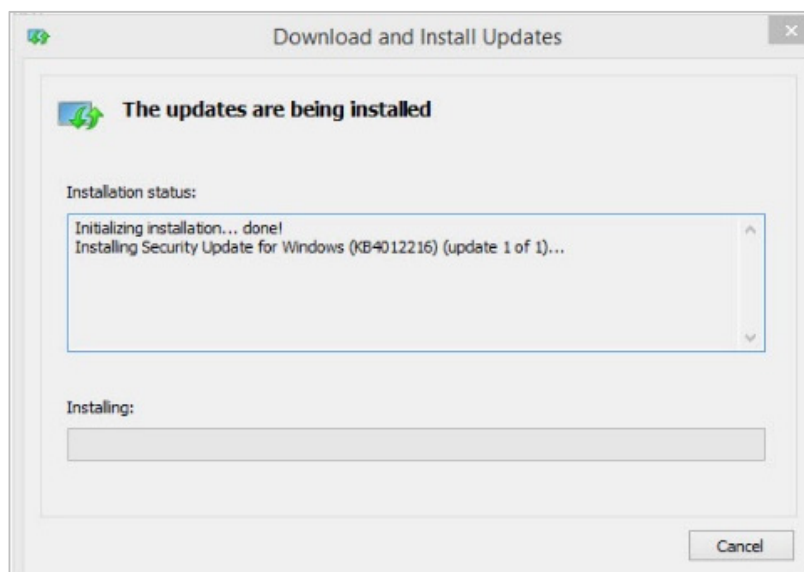 Download and Install Updates
The updates are being installed
Installation status:
Initializing installation... done!
Installing Security Update for Windows (KB4012216) (update 1 of 1)...
Installing:
Cancel